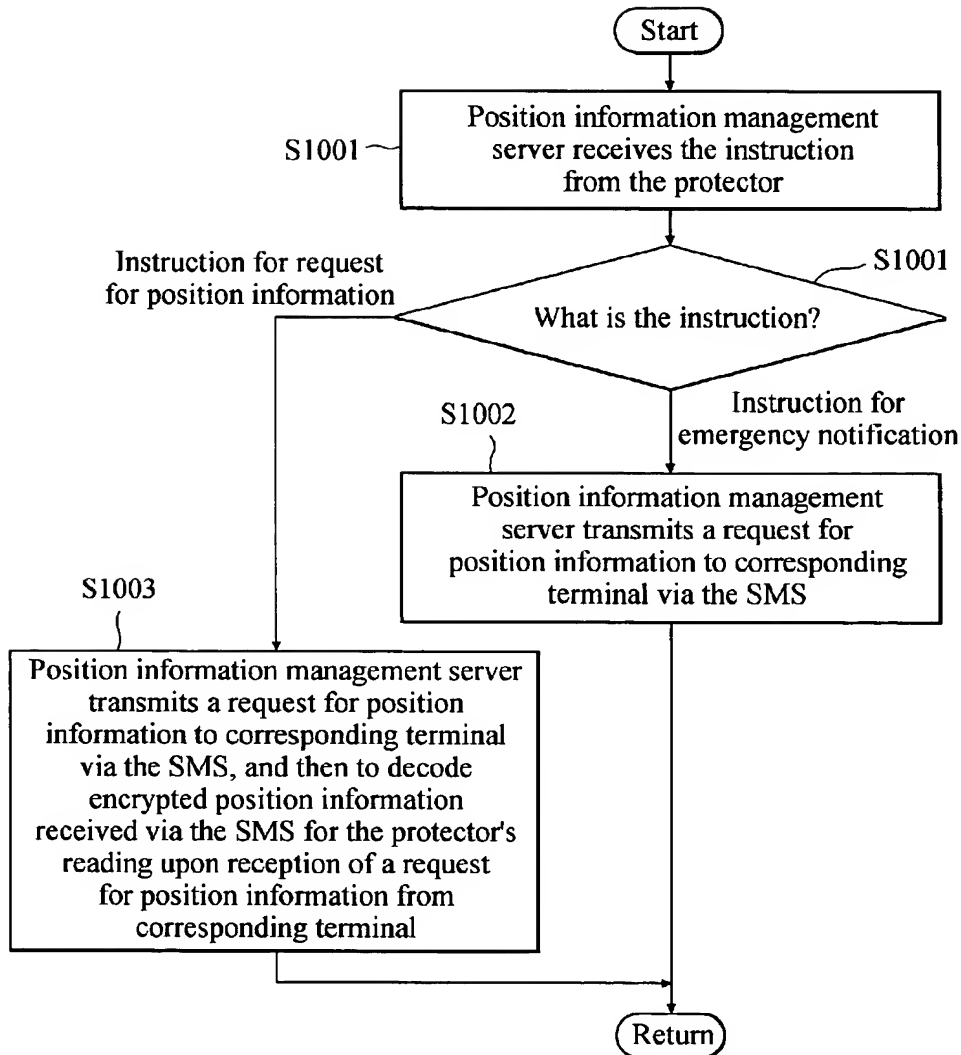 Start
S1001
Position information management
server receives the instruction
from the protector
Instruction for request
for position information
S1001
What is the instruction?
S1002
Instruction for
emergency notification
Position information management
server transmits a request for
position information to corresponding
terminal via the SMS
S1003
Position information management server
transmits a request for position
information to corresponding terminal
via the SMS, and then to decode
encrypted position information
received via the SMS for the protector's
reading upon reception of a request
for position information from
corresponding terminal
Return